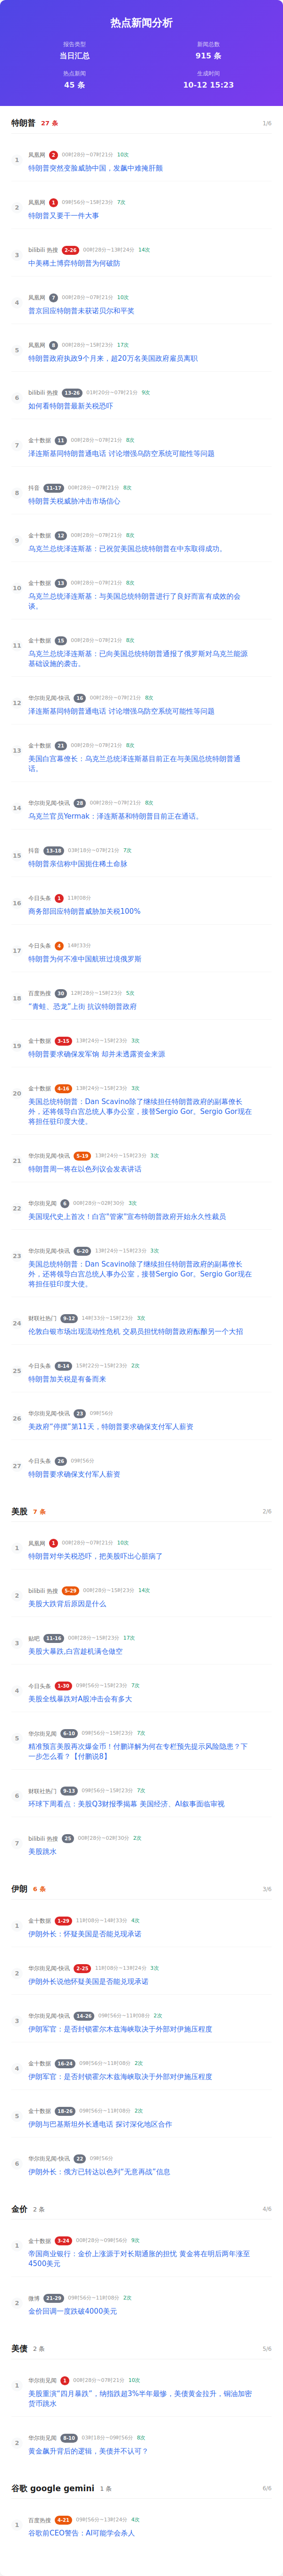 热点新闻分析
报告类型
当日汇总
新闻总数
915 条
热点新闻
45 条
生成时间
10-12 15:23
特朗普 27 条 1/6
1 凤凰网 2 00时28分~07时21分 10次
特朗普突然变脸威胁中国，发飙中难掩肝颤
2 凤凰网 1 09时56分~15时23分 7次
特朗普又要干一件大事
3 bilibili 热搜 2-26 00时28分~13时24分 14次
中美稀土博弈特朗普为何破防
4 凤凰网 7 00时28分~07时21分 10次
普京回应特朗普未获诺贝尔和平奖
5 凤凰网 8 00时28分~15时23分 17次
特朗普政府执政9个月来，超20万名美国政府雇员离职
6 bilibili 热搜 13-26 01时20分~07时21分 9次
如何看特朗普最新关税恐吓
7 金十数据 11 00时28分~07时21分 8次
泽连斯基同特朗普通电话 讨论增强乌防空系统可能性等问题
8 抖音 11-17 00时28分~07时21分 8次
特朗普关税威胁冲击市场信心
9 金十数据 12 00时28分~07时21分 8次
乌克兰总统泽连斯基：已祝贺美国总统特朗普在中东取得成功。
10 金十数据 13 00时28分~07时21分 8次
乌克兰总统泽连斯基：与美国总统特朗普进行了良好而富有成效的会
谈。
11 金十数据 15 00时28分~07时21分 8次
乌克兰总统泽连斯基：已向美国总统特朗普通报了俄罗斯对乌克兰能源
基础设施的袭击。
12 华尔街见闻-快讯 16 00时28分~07时21分 8次
泽连斯基同特朗普通电话 讨论增强乌防空系统可能性等问题
13 金十数据 21 00时28分~07时21分 8次
美国白宫幕僚长：乌克兰总统泽连斯基目前正在与美国总统特朗普通
话。
14 华尔街见闻-快讯 28 00时28分~07时21分 8次
乌克兰官员Yermak：泽连斯基和特朗普目前正在通话。
15 抖音 13-18 03时18分~07时21分 7次
特朗普亲信称中国扼住稀土命脉
16 今日头条 1 11时08分
商务部回应特朗普威胁加关税100%
17 今日头条 4 14时33分
特朗普为何不准中国航班过境俄罗斯
18 百度热搜 30 12时28分~15时23分 5次
“青蛙、恐龙”上街 抗议特朗普政府
19 金十数据 3-15 13时24分~15时23分 3次
特朗普要求确保发军饷 却并未透露资金来源
20 金十数据 4-16 13时24分~15时23分 3次
美国总统特朗普：Dan Scavino除了继续担任特朗普政府的副幕僚长
外，还将领导白宫总统人事办公室，接替Sergio Gor。Sergio Gor现在
将担任驻印度大使。
21 华尔街见闻-快讯 5-19 13时24分~15时23分 3次
特朗普周一将在以色列议会发表讲话
22 华尔街见闻 4 00时28分~02时30分 3次
美国现代史上首次！白宫“管家”宣布特朗普政府开始永久性裁员
23 华尔街见闻-快讯 6-20 13时24分~15时23分 3次
美国总统特朗普：Dan Scavino除了继续担任特朗普政府的副幕僚长
外，还将领导白宫总统人事办公室，接替Sergio Gor。Sergio Gor现在
将担任驻印度大使。
24 财联社热门 9-12 14时33分~15时23分 3次
伦敦白银市场出现流动性危机 交易员担忧特朗普政府酝酿另一个大招
25 今日头条 8-14 15时22分~15时23分 2次
特朗普加关税是有备而来
26 华尔街见闻-快讯 23 09时56分
美政府“停摆”第11天，特朗普要求确保支付军人薪资
27 今日头条 26 09时56分
特朗普要求确保支付军人薪资
美股 7 条 2/6
1 凤凰网 1 00时28分~07时21分 10次
特朗普对华关税恐吓，把美股吓出心脏病了
2 bilibili 热搜 5-29 00时28分~15时23分 14次
美股大跌背后原因是什么
3 贴吧 11-16 00时28分~15时23分 17次
美股大暴跌,白宫趁机满仓做空
4 今日头条 1-30 09时56分~15时23分 7次
美股全线暴跌对A股冲击会有多大
5 华尔街见闻 6-10 09时56分~15时23分 7次
精准预言美股再次爆金币！付鹏详解为何在专栏预先提示风险隐患？下
一步怎么看？【付鹏说8】
6 财联社热门 9-13 09时56分~15时23分 7次
环球下周看点：美股Q3财报季揭幕 美国经济、AI叙事面临审视
7 bilibili 热搜 25 00时28分~02时30分 2次
美股跳水
伊朗 6 条 3/6
1 金十数据 1-29 11时08分~14时33分 4次
伊朗外长：怀疑美国是否能兑现承诺
2 华尔街见闻-快讯 2-25 11时08分~13时24分 3次
伊朗外长说他怀疑美国是否能兑现承诺
3 华尔街见闻-快讯 14-26 09时56分~11时08分 2次
伊朗军官：是否封锁霍尔木兹海峡取决于外部对伊施压程度
4 金十数据 16-24 09时56分~11时08分 2次
伊朗军官：是否封锁霍尔木兹海峡取决于外部对伊施压程度
5 金十数据 18-26 09时56分~11时08分 2次
伊朗与巴基斯坦外长通电话 探讨深化地区合作
6 华尔街见闻-快讯 22 09时56分
伊朗外长：俄方已转达以色列“无意再战”信息
金价 2 条 4/6
1 金十数据 3-24 00时28分~09时56分 9次
帝国商业银行：金价上涨源于对长期通胀的担忧 黄金将在明后两年涨至
4500美元
2 微博 21-29 09时56分~11时08分 2次
金价回调一度跌破4000美元
美债 2 条 5/6
1 华尔街见闻 1 00时28分~07时21分 10次
美股重演“四月暴跌”，纳指跌超3%半年最惨，美债黄金拉升，铜油加密
货币跳水
2 华尔街见闻 8-10 03时18分~09时56分 8次
黄金飙升背后的逻辑，美债并不认可？
谷歌 google gemini 1 条 6/6
1 百度热搜 4-21 09时56分~13时24分 4次
谷歌前CEO警告：AI可能学会杀人